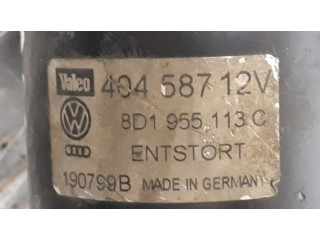 Valeo 404 587 12V
8D1 955 113 C
ENTSTÖRT
190799B MADE IN GERMANY